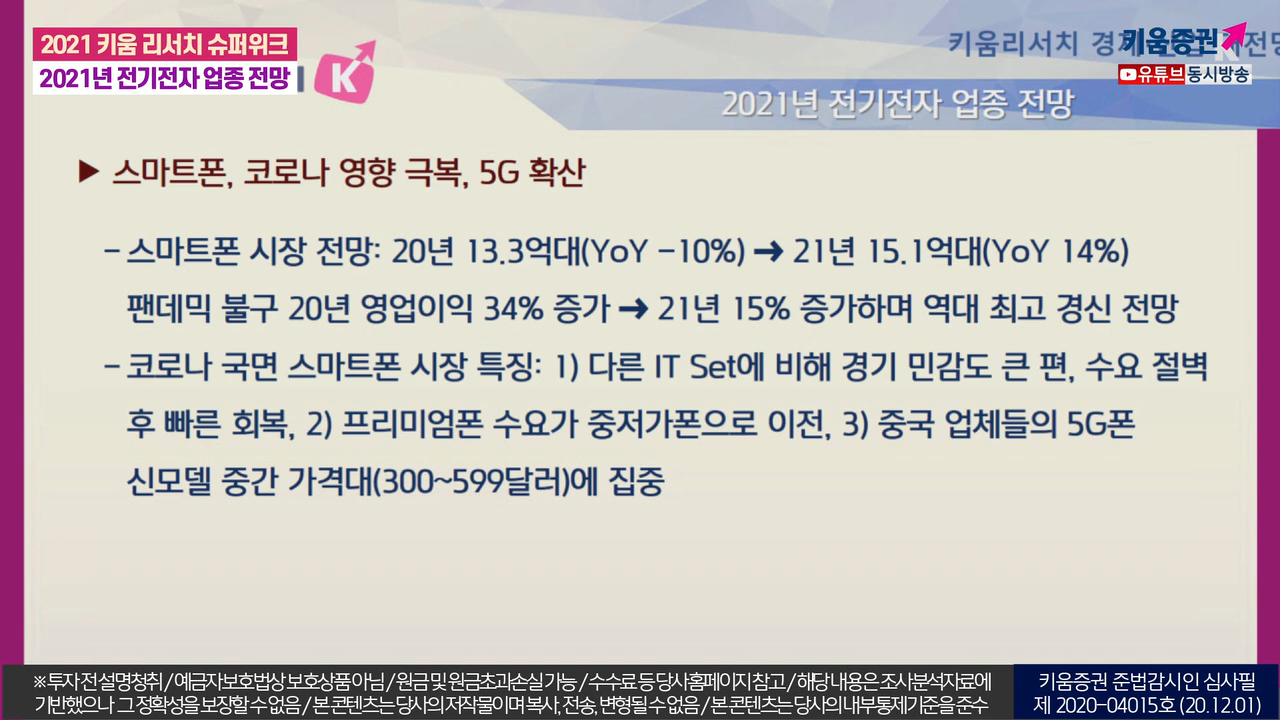 2021 키움 리서치 슈퍼위크
2021년 전기전자 업종 전망
K
키움리서치 경제
전망
키움증권
유튜브동시방송
2021년 전기전자 업종 전망
▶ 스마트폰, 코로나 영향 극복, 5G 확산
– 스마트폰 시장 전망: 20년 13.3억대(YoY −10%) → 21년 15.1억대(YoY 14%)
팬데믹 불구 20년 영업이익 34% 증가 → 21년 15% 증가하며 역대 최고 경신 전망
– 코로나 국면 스마트폰 시장 특징: 1) 다른 IT Set에 비해 경기 민감도 큰 편, 수요 절벽
후 빠른 회복, 2) 프리미엄폰 수요가 중저가폰으로 이전, 3) 중국 업체들의 5G폰
신모델 중간 가격대(300~599달러)에 집중
※ 투자 전 설명청취 / 예금자보호법상 보호상품 아님 / 원금 및 원금초과손실 가능 / 수수료 등 당사홈페이지 참고 / 해당 내용은 조사분석자료에
기반했으나 그 정확성을 보장할 수 없음 / 본 콘텐츠는 당사의 저작물이며 복사, 전송, 변형될 수 없음 / 본 콘텐츠는 당사의 내부통제기준을 준수
키움증권 준법감시인 심사필
제 2020-04015호 (20.12.01)